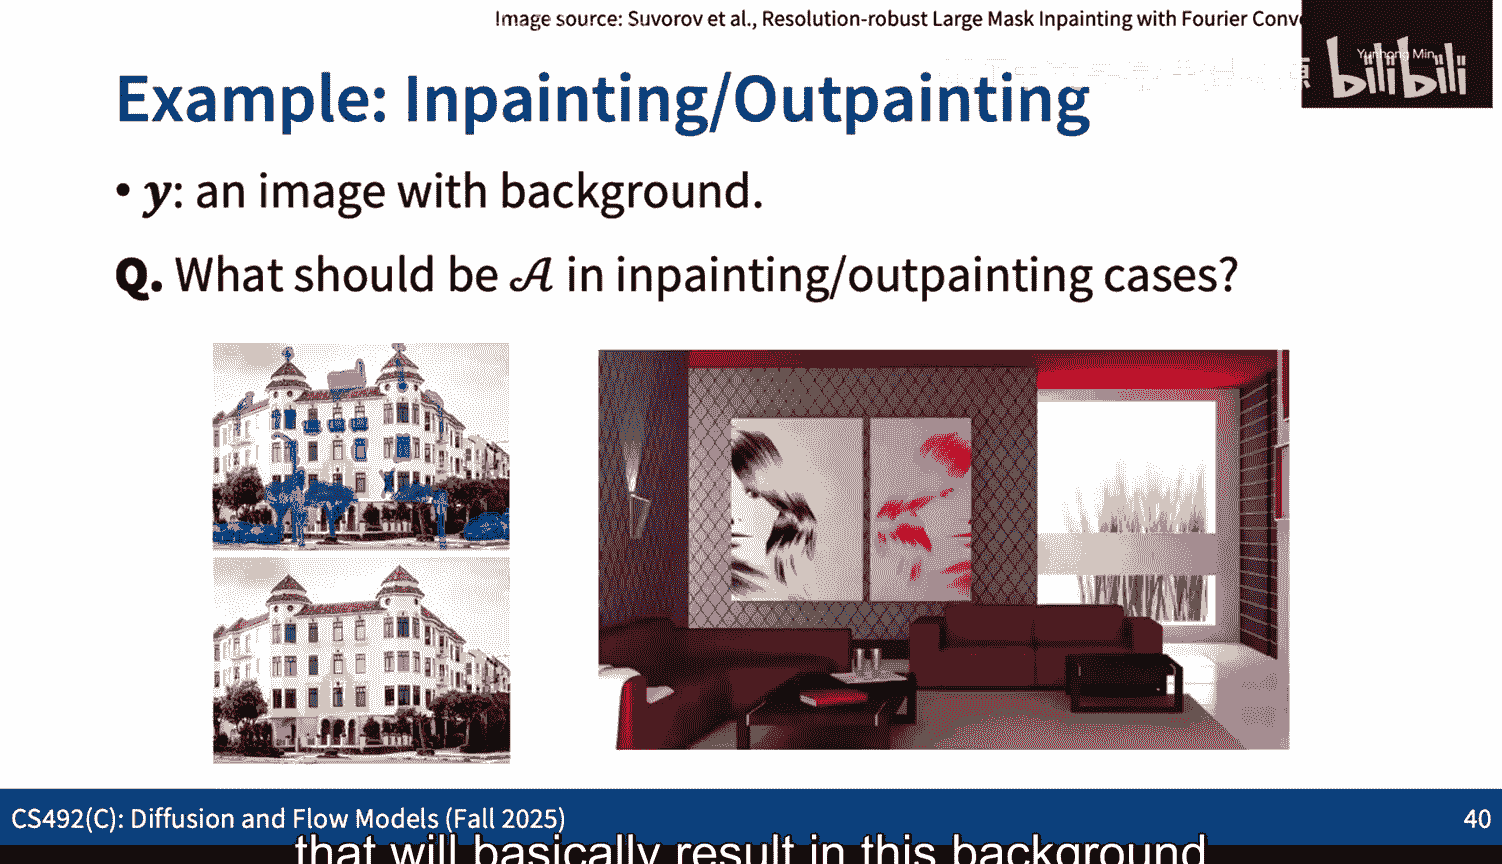 Image source: Suvorov et al., Resolution-robust Large Mask Inpainting with Fourier
Yunhong Min
bilibili
Example: Inpainting/Outpainting
• y: an image with background.
Q. What should be 𝒜 in inpainting/outpainting cases?
CS492(C): Diffusion and Flow Models (Fall 2025)
40
that will basically result in this background